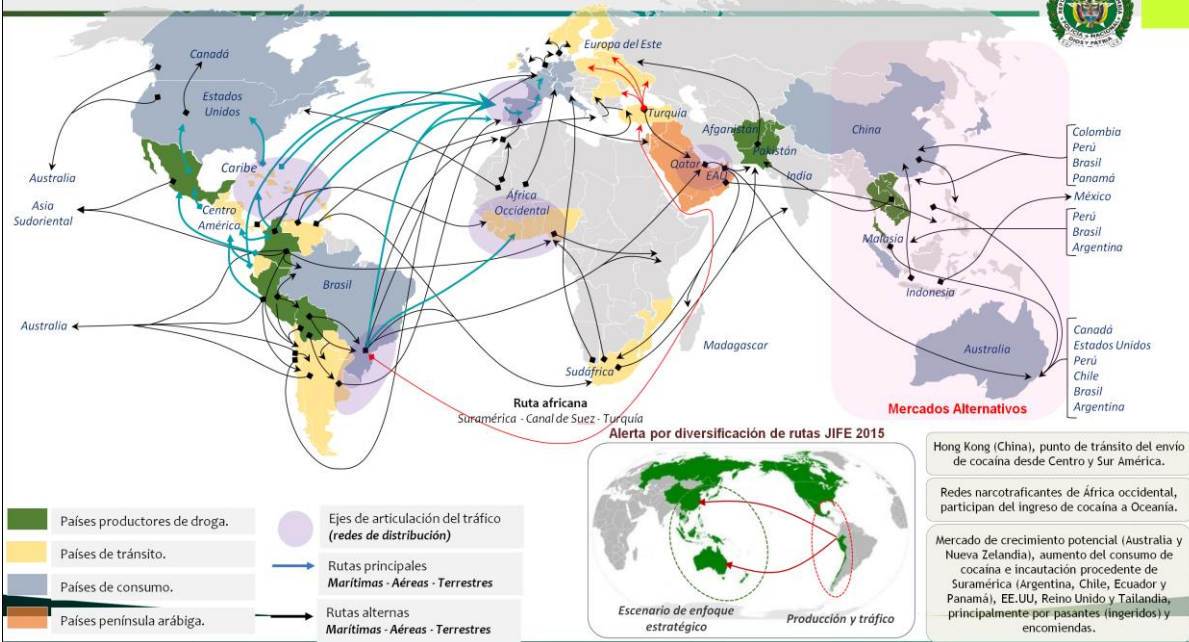 REPÚBLICA
POLICÍA NACIONAL
DIOS Y PATRIA
Canadá
Estados
Unidos
Australia
Asia
Sudoriental
Caribe
Centro
América
Brasil
Australia
Europa del Este
Turquía
Afganistán
Pakistán
Qatar
EAU
India
África
Occidental
Sudáfrica
Madagascar
Ruta africana
Suramérica - Canal de Suez - Turquía
China
Malasia
Indonesia
Australia
Mercados Alternativos
Colombia
Perú
Brasil
Panamá
México
Perú
Brasil
Argentina
Canadá
Estados Unidos
Perú
Chile
Brasil
Argentina
Países productores de droga.
Países de tránsito.
Países de consumo.
Países península arábiga.
Ejes de articulación del tráfico
(redes de distribución)
Rutas principales
Marítimas - Aéreas - Terrestres
Rutas alternas
Marítimas - Aéreas - Terrestres
Alerta por diversificación de rutas JIFE 2015
Escenario de enfoque
estratégico
Producción y tráfico
Hong Kong (China), punto de tránsito del envío
de cocaína desde Centro y Sur América.
Redes narcotraficantes de África occidental,
participan del ingreso de cocaína a Oceanía.
Mercado de crecimiento potencial (Australia y
Nueva Zelandia), aumento del consumo de
cocaína e incautación procedente de
Suramérica (Argentina, Chile, Ecuador y
Panamá), EE.UU, Reino Unido y Tailandia,
principalmente por pasantes (ingeridos) y
encomiendas.